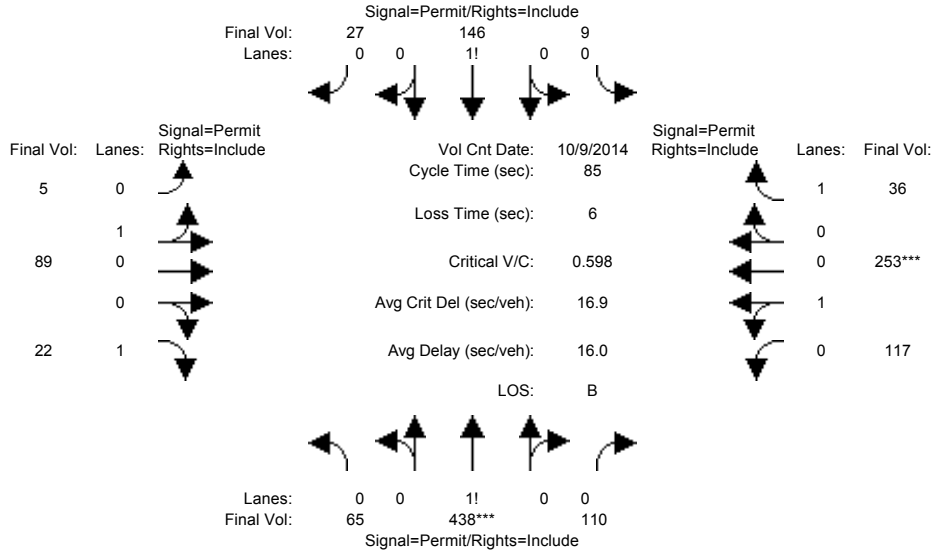 Signal=Permit/Rights=Include
Final Vol: 27 146 9
Lanes: 0 0 1! 0 0
Signal=Permit Signal=Permit
Final Vol: Lanes: Rights=Include Vol Cnt Date: 10/9/2014 Rights=Include Lanes: Final Vol:
Cycle Time (sec): 85
5 0 1 36
Loss Time (sec): 6
1 0
89 0 Critical V/C: 0.598 0 253***
0 Avg Crit Del (sec/veh): 16.9 1
22 1 Avg Delay (sec/veh): 16.0 0 117
LOS: B
Lanes: 0 0 1! 0 0
Final Vol: 65 438*** 110
Signal=Permit/Rights=Include